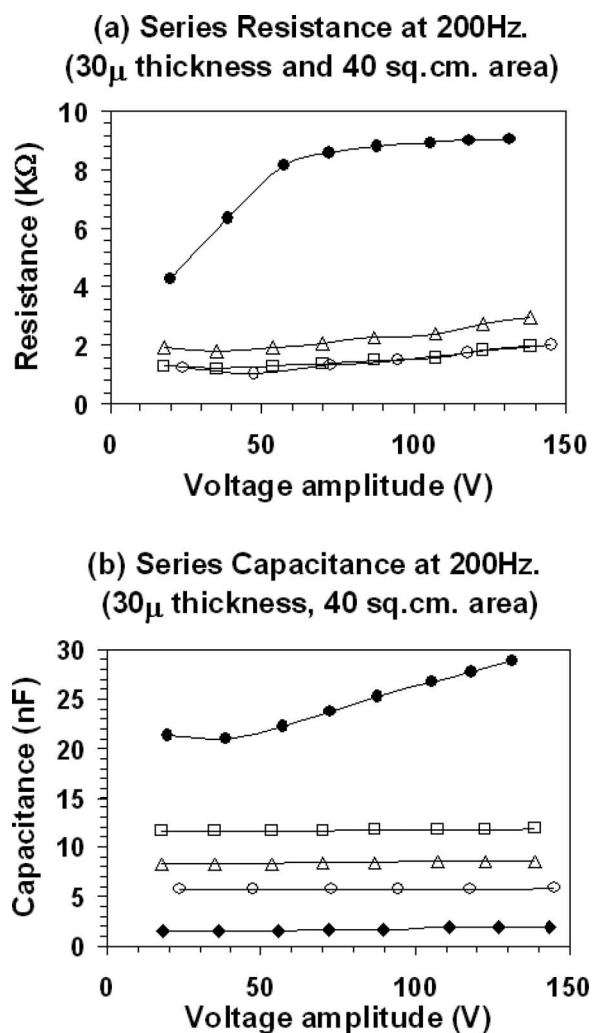 (a) Series Resistance at 200Hz.
(30μ thickness and 40 sq.cm. area)
10
8
6
4
2
0
Resistance (KΩ)
0 50 100 150
Voltage amplitude (V)
(b) Series Capacitance at 200Hz.
(30μ thickness, 40 sq.cm. area)
30
25
20
15
10
5
0
Capacitance (nF)
0 50 100 150
Voltage amplitude (V)